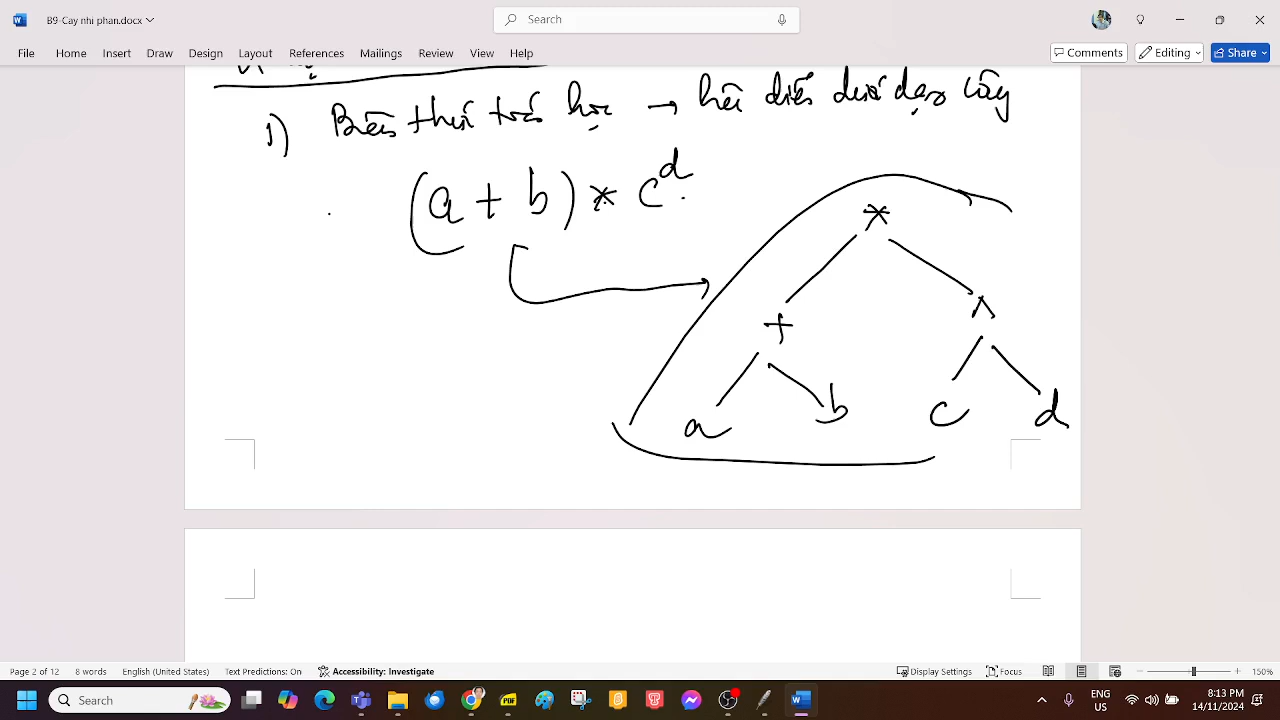 B9-Cay nhi phan.docx
Search
File Home Insert Draw Design Layout References Mailings Review View Help
Comments Editing Share
1) Biểu thức toán học → biểu diễn dưới dạng cây
(a + b) * c^d
*
+ ^
a b c d
Page 2 of 12 8 words English (United States) Text Predictions: On Accessibility: Investigate Display Settings Focus 150%
Search
PDF
ENG
US
8:13 PM
14/11/2024